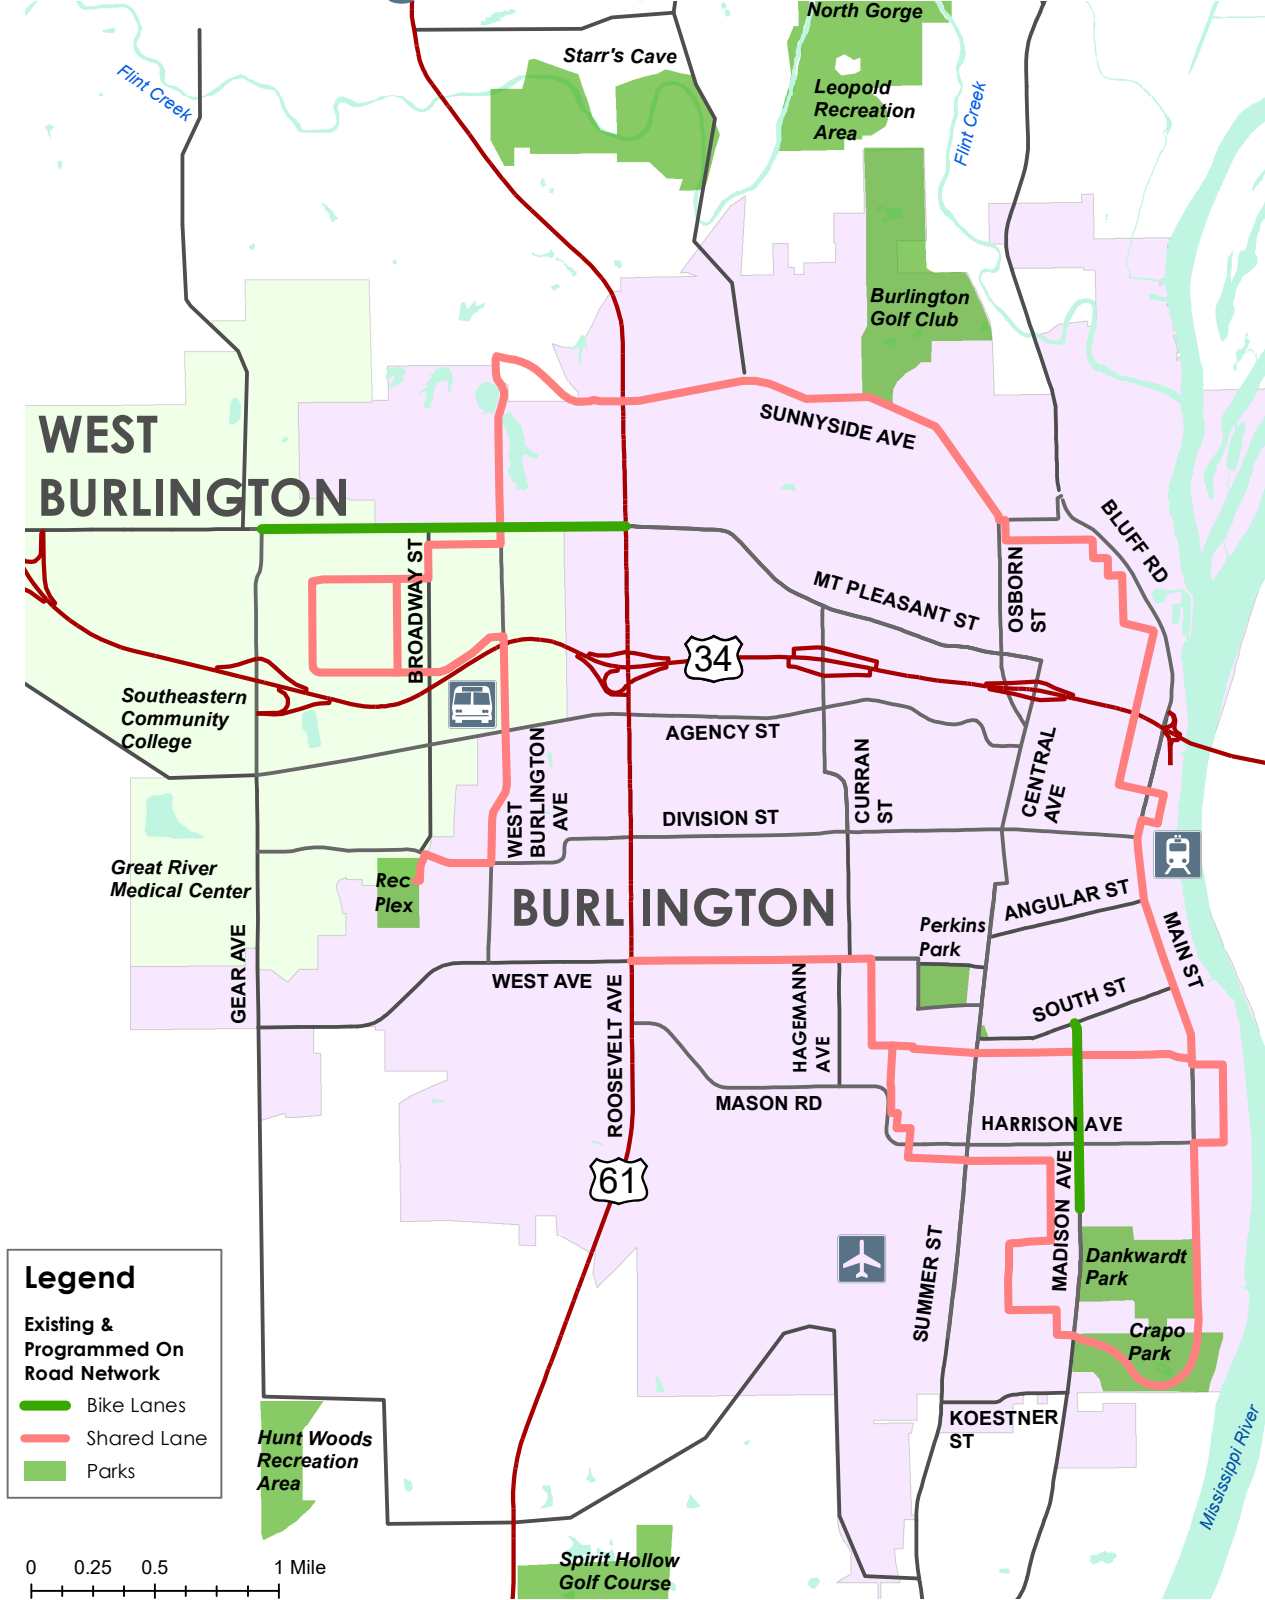 North Gorge
Starr's Cave
Flint Creek
Leopold
Recreation
Area
Flint Creek
Burlington
Golf Club
WEST
BURLINGTON
SUNNYSIDE AVE
BLUFF RD
BROADWAY ST
OSBORN
ST
MT PLEASANT ST
34
Southeastern
Community
College
AGENCY ST
WEST
BURLINGTON
AVE
CURRAN
ST
CENTRAL
AVE
DIVISION ST
Great River
Medical Center
Rec
Plex
BURLINGTON
ANGULAR ST
Perkins
Park
MAIN ST
GEAR AVE
WEST AVE
ROOSEVELT AVE
HAGEMANN
AVE
SOUTH ST
MASON RD
HARRISON AVE
61
MADISON AVE
SUMMER ST
Dankwardt
Park
Crapo
Park
Legend
Existing &
Programmed On
Road Network
Bike Lanes
Shared Lane
Parks
KOESTNER
ST
Hunt Woods
Recreation
Area
Mississippi River
Spirit Hollow
Golf Course
0 0.25 0.5 1 Mile